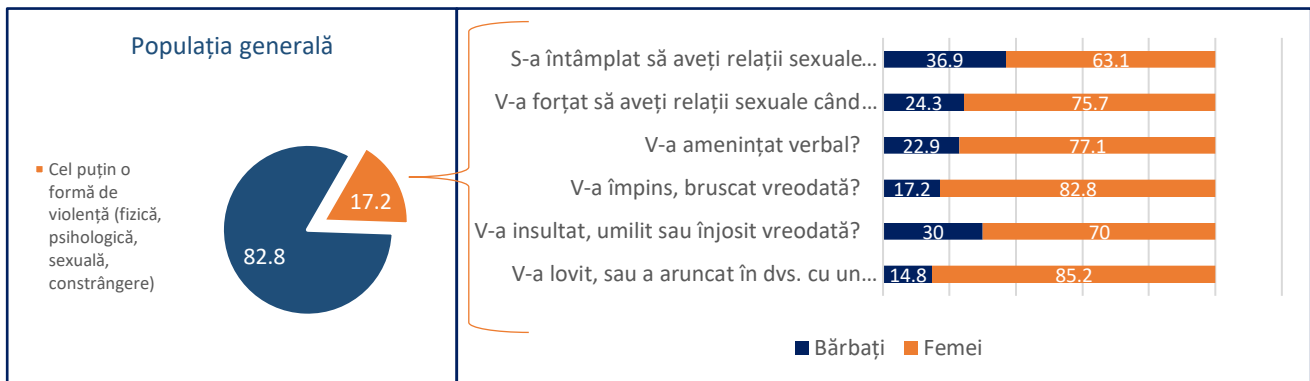 Populația generală
Cel puțin o
formă de
violență (fizică,
psihologică,
sexuală,
constrângere)
17.2
82.8
S-a întâmplat să aveți relații sexuale...
36.9 63.1
V-a forțat să aveți relații sexuale când...
24.3 75.7
V-a amenințat verbal?
22.9 77.1
V-a împins, bruscat vreodată?
17.2 82.8
V-a insultat, umilit sau înjosit vreodată?
30 70
V-a lovit, sau a aruncat în dvs. cu un...
14.8 85.2
Bărbați Femei